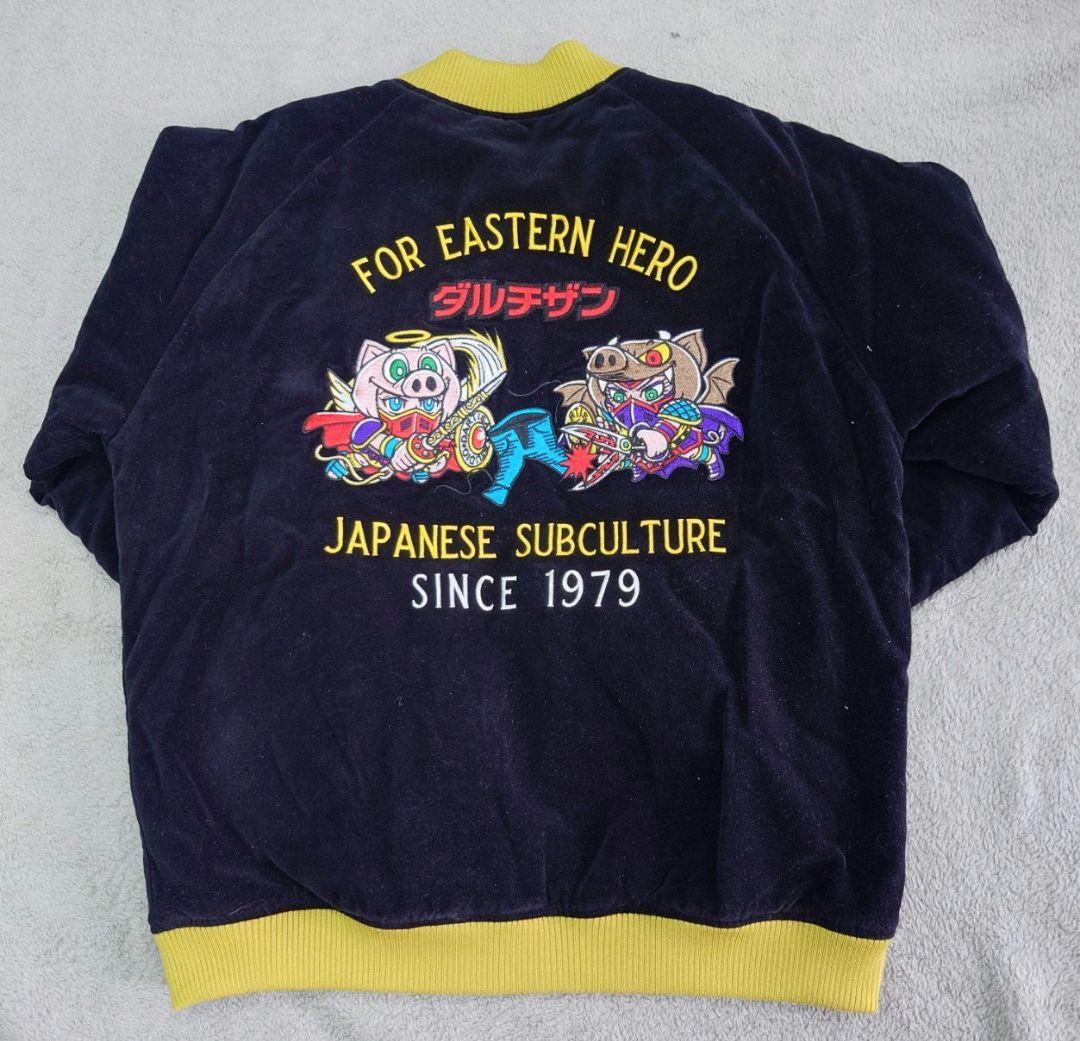 FOR EASTERN HERO
ダルチザン
JAPANESE SUBCULTURE
SINCE 1979